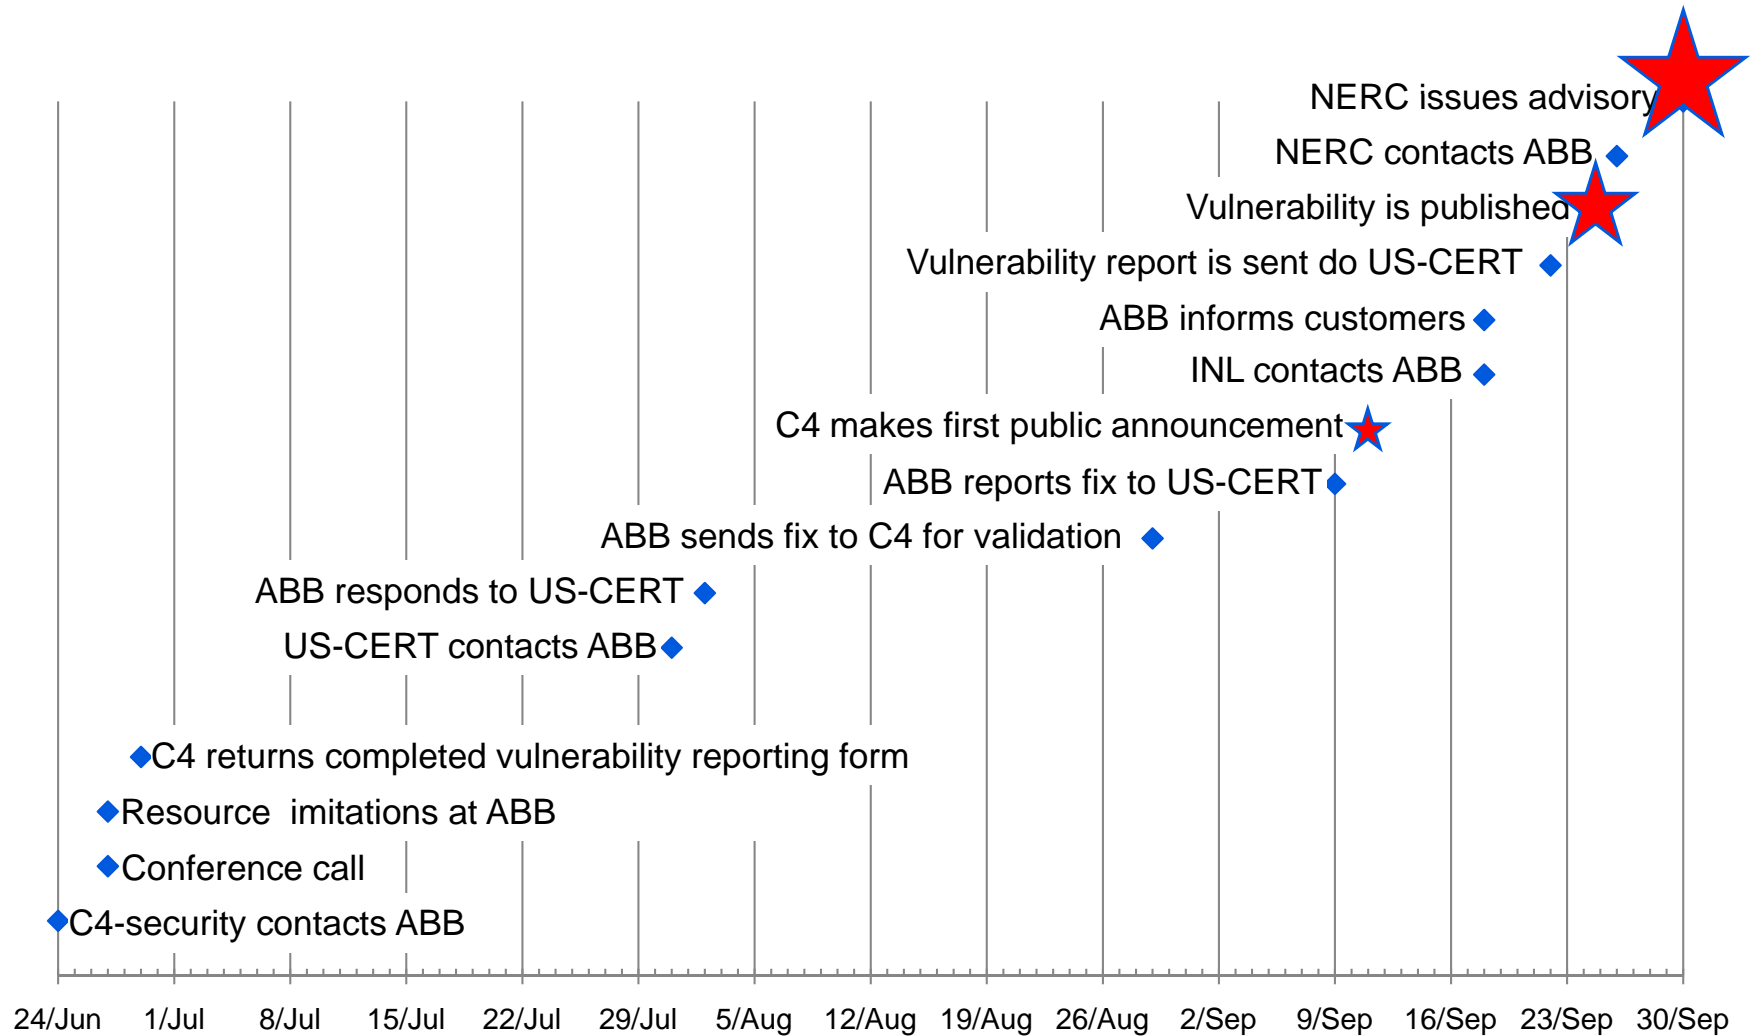 NERC issues advisory
NERC contacts ABB
Vulnerability is published
Vulnerability report is sent do US-CERT
ABB informs customers
INL contacts ABB
C4 makes first public announcement
ABB reports fix to US-CERT
ABB sends fix to C4 for validation
ABB responds to US-CERT
US-CERT contacts ABB
C4 returns completed vulnerability reporting form
Resource imitations at ABB
Conference call
C4-security contacts ABB
24/Jun 1/Jul 8/Jul 15/Jul 22/Jul 29/Jul 5/Aug 12/Aug 19/Aug 26/Aug 2/Sep 9/Sep 16/Sep 23/Sep 30/Sep